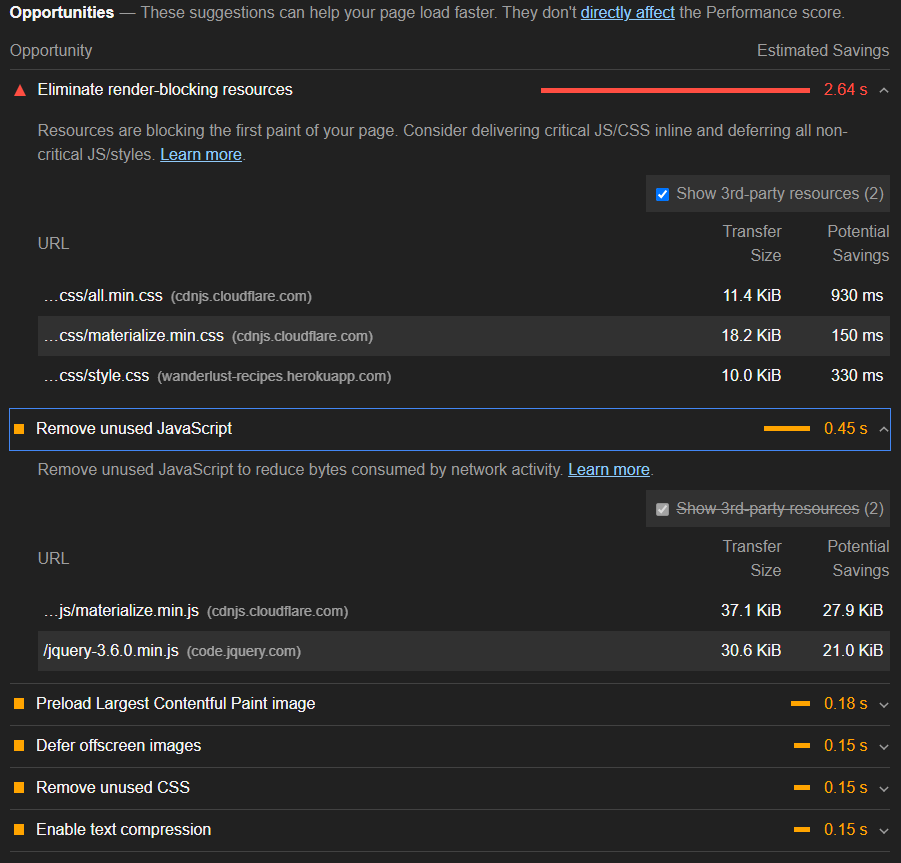 Opportunities — These suggestions can help your page load faster. They don't directly affect the Performance score.
Opportunity Estimated Savings
Eliminate render-blocking resources 2.64 s
Resources are blocking the first paint of your page. Consider delivering critical JS/CSS inline and deferring all non-
critical JS/styles. Learn more.
Show 3rd-party resources (2)
URL Transfer Size Potential Savings
…css/all.min.css (cdnjs.cloudflare.com) 11.4 KiB 930 ms
…css/materialize.min.css (cdnjs.cloudflare.com) 18.2 KiB 150 ms
…css/style.css (wanderlust-recipes.herokuapp.com) 10.0 KiB 330 ms
Remove unused JavaScript 0.45 s
Remove unused JavaScript to reduce bytes consumed by network activity. Learn more.
Show 3rd-party resources (2)
URL Transfer Size Potential Savings
…js/materialize.min.js (cdnjs.cloudflare.com) 37.1 KiB 27.9 KiB
/jquery-3.6.0.min.js (code.jquery.com) 30.6 KiB 21.0 KiB
Preload Largest Contentful Paint image 0.18 s
Defer offscreen images 0.15 s
Remove unused CSS 0.15 s
Enable text compression 0.15 s